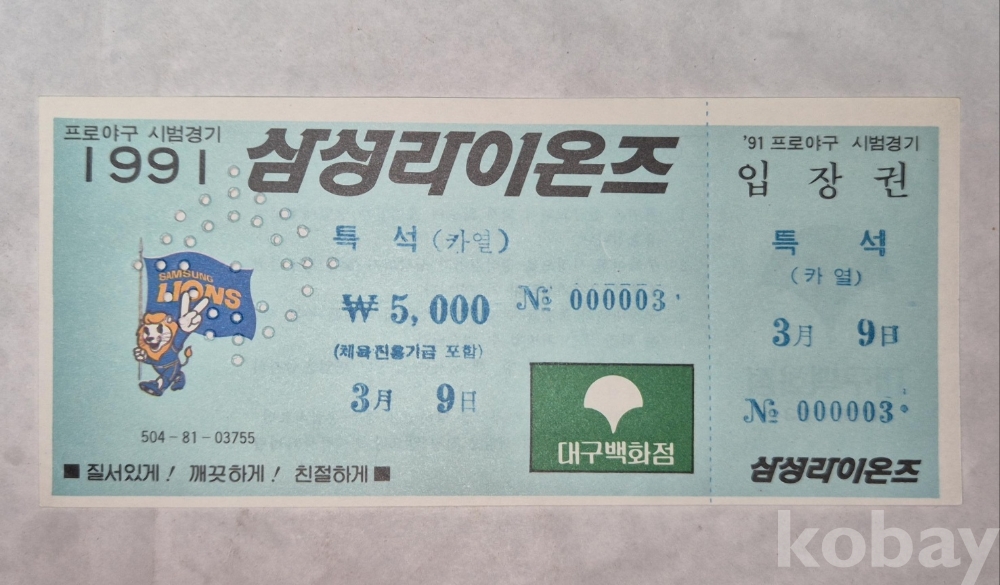 프로야구 시범경기
1991
삼성라이온즈
특 석 (카열)
₩ 5,000
№ 000003
(체육진흥기금 포함)
3月 9日
SAMSUNG
LIONS
504-81-03755
■ 질서있게! 깨끗하게! 친절하게 ■
대구백화점
'91 프로야구 시범경기
입 장 권
특 석
(카 열)
3月 9日
№ 000003
삼성라이온즈
kobay